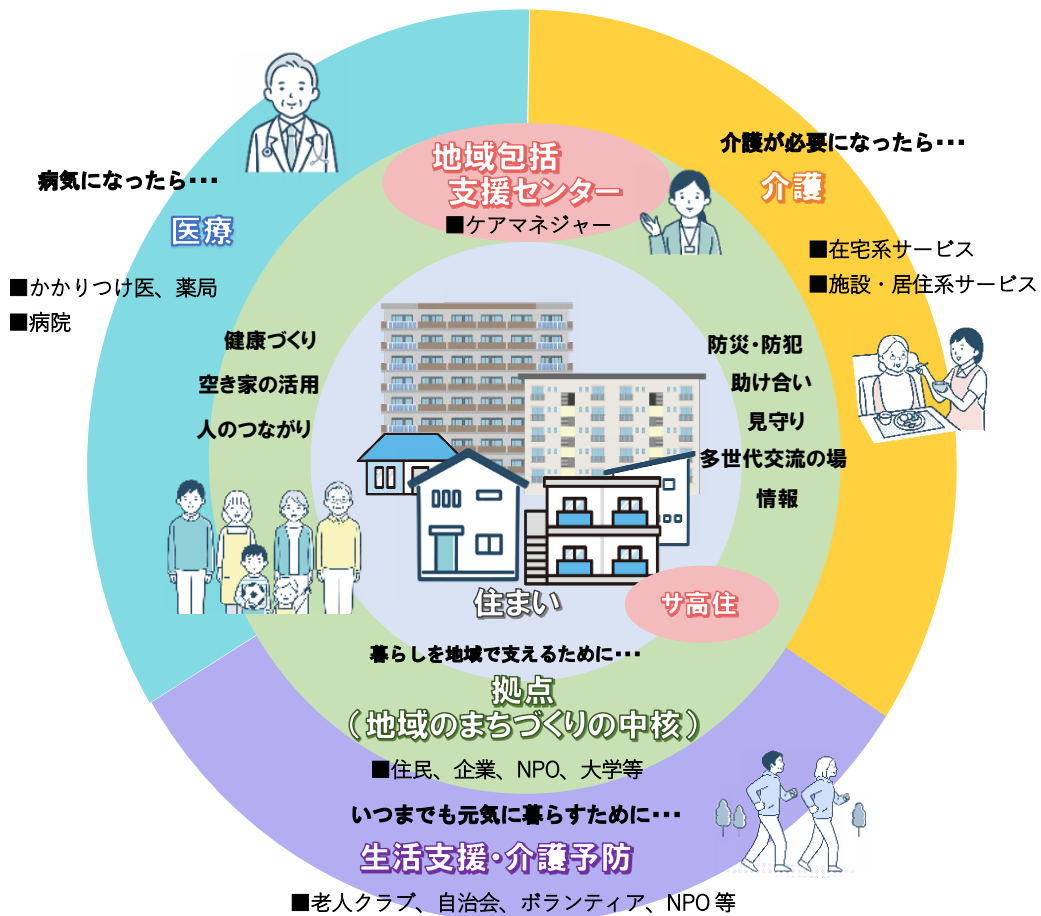 地域包括
支援センター
■ケアマネジャー
病気になったら･･･
医療
■かかりつけ医、薬局
■病院
介護が必要になったら･･･
介護
■在宅系サービス
■施設・居住系サービス
健康づくり
空き家の活用
人のつながり
防災・防犯
助け合い
見守り
多世代交流の場
情報
住まい
サ高住
暮らしを地域で支えるために･･･
拠点
（地域のまちづくりの中核）
■住民、企業、NPO、大学等
いつまでも元気に暮らすために･･･
生活支援・介護予防
■老人クラブ、自治会、ボランティア、NPO 等